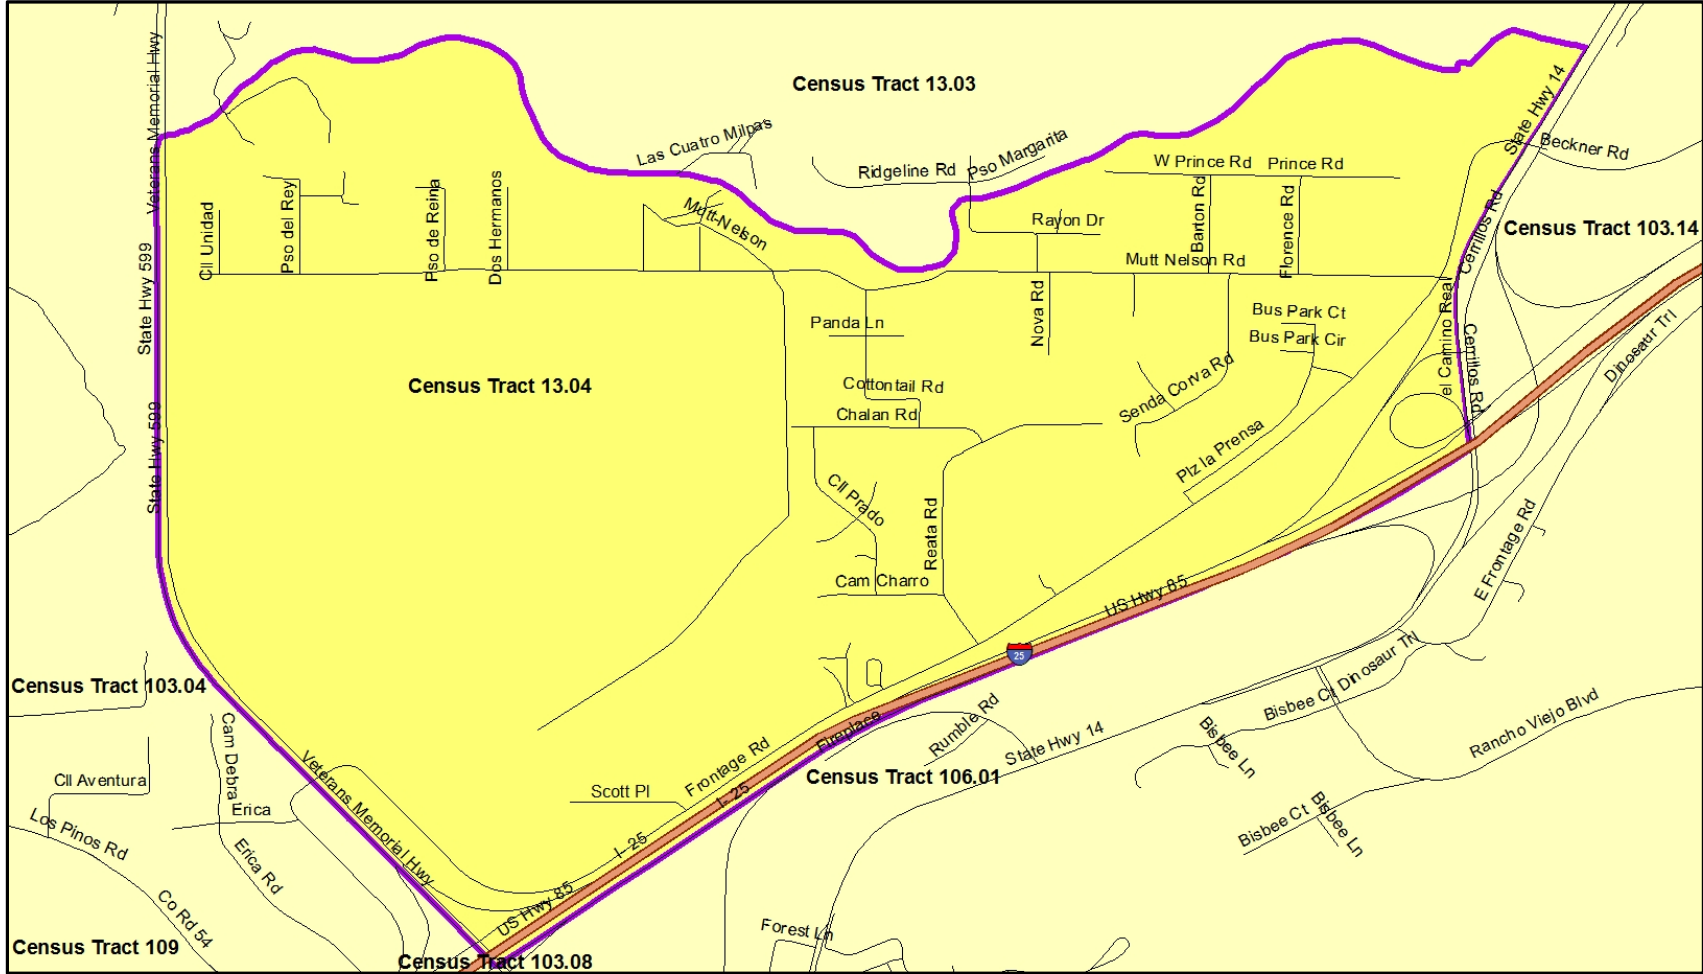 Veterans Memorial Hwy
Census Tract 13.03
State Hwy 14
Las Cuatro Milpas
Pso Margarita
Beckner Rd
Ridgeline Rd
W Prince Rd
Prince Rd
Cll Unidad
Pso del Rey
Pso de Reina
Dos Hermanos
Mutt-Nelson
Rayon Dr
Barton Rd
Florence Rd
Cerrillos Rd
Census Tract 103.14
Mutt Nelson Rd
State Hwy 599
Nova Rd
Bus Park Ct
Bus Park Cir
el Camino Real
Cerrillos Rd
Dinosaur Trl
Panda Ln
Census Tract 13.04
Cottontail Rd
Senda Corva Rd
Chalan Rd
State Hwy 599
Plz la Prensa
Cll Prado
Reata Rd
E Frontage Rd
Cam Charro
US Hwy 85
25
Dinosaur Trl
Census Tract 103.04
Bisbee Ct
Rancho Viejo Blvd
Cam Debra
Fireplace
Rumble Rd
State Hwy 14
Bisbee Ln
Veterans Memorial Hwy
Frontage Rd
Census Tract 106.01
Cll Aventura
Scott Pl
I- 25
Erica
Los Pinos Rd
Bisbee Ct
Bisbee Ln
I- 25
Erica Rd
US Hwy 85
Co Rd 54
Forest Ln
Census Tract 109
Census Tract 103.08